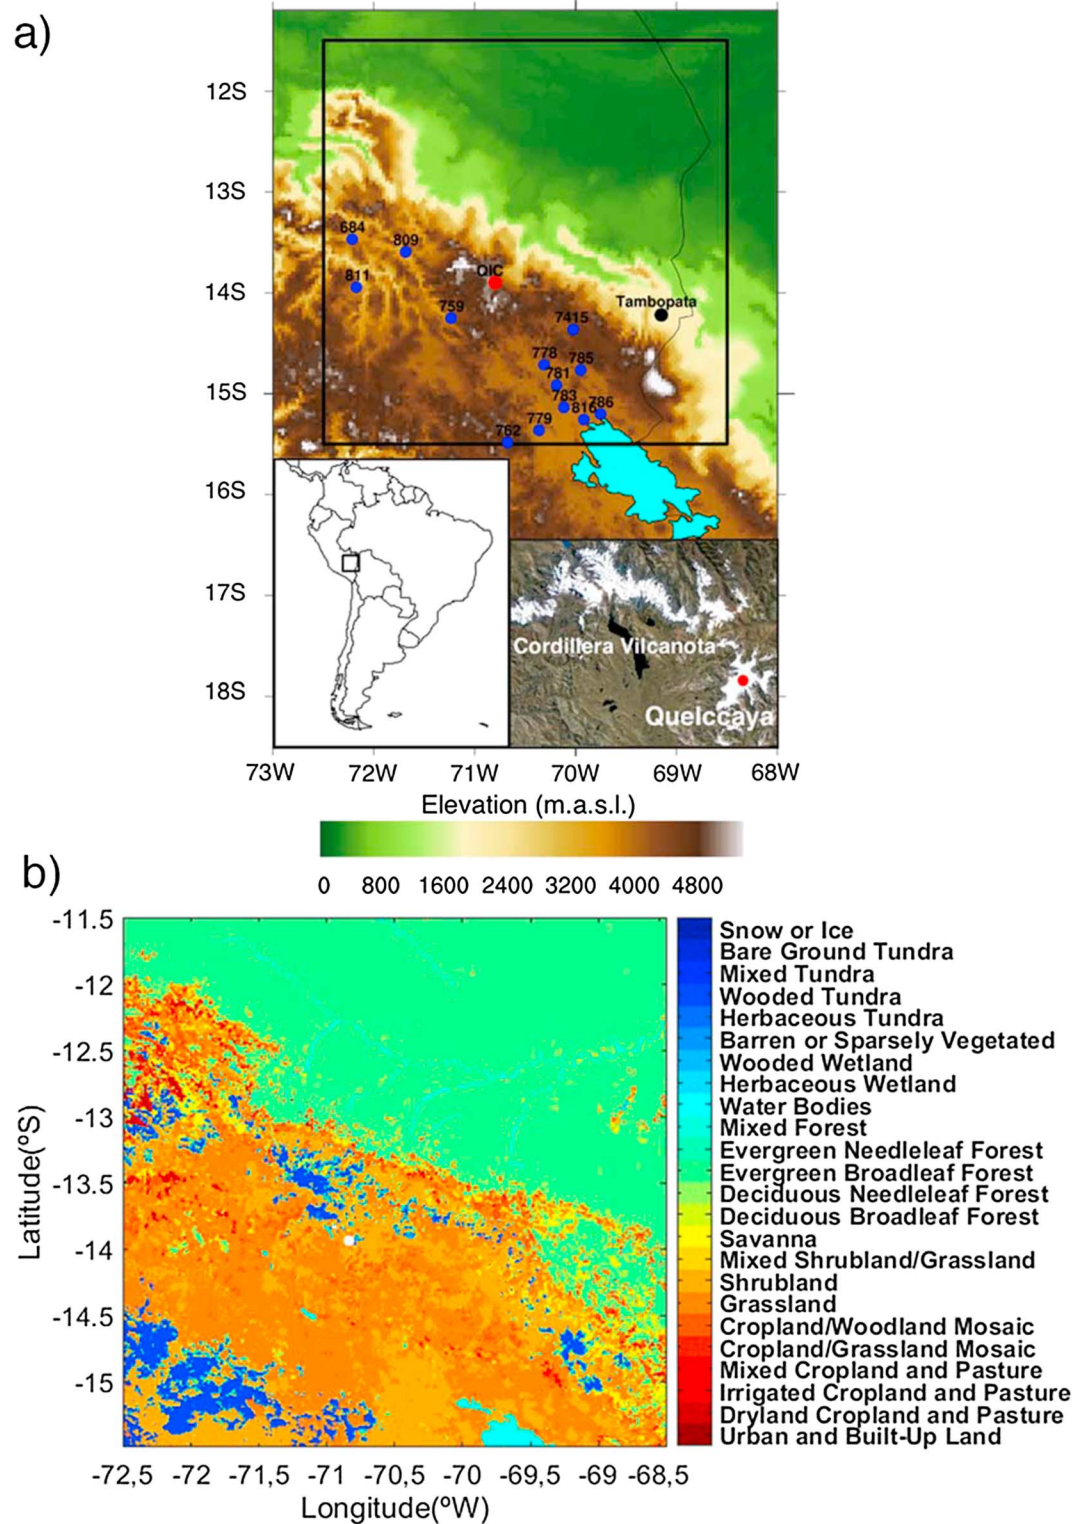 a)
12S
13S
14S
15S
16S
17S
18S
684
809
811
QIC
759
Tambopata
7415
778
785
781
783
816
786
779
762
Cordillera Vilcanota
Quelccaya
73W 72W 71W 70W 69W 68W
Elevation (m.a.s.l.)
0 800 1600 2400 3200 4000 4800
b)
-11.5
-12
-12.5
-13
-13.5
-14
-14.5
-15
Latitude(ºS)
-72,5 -72 -71,5 -71 -70,5 -70 -69,5 -69 -68,5
Longitude(ºW)
Snow or Ice
Bare Ground Tundra
Mixed Tundra
Wooded Tundra
Herbaceous Tundra
Barren or Sparsely Vegetated
Wooded Wetland
Herbaceous Wetland
Water Bodies
Mixed Forest
Evergreen Needleleaf Forest
Evergreen Broadleaf Forest
Deciduous Needleleaf Forest
Deciduous Broadleaf Forest
Savanna
Mixed Shrubland/Grassland
Shrubland
Grassland
Cropland/Woodland Mosaic
Cropland/Grassland Mosaic
Mixed Cropland and Pasture
Irrigated Cropland and Pasture
Dryland Cropland and Pasture
Urban and Built-Up Land